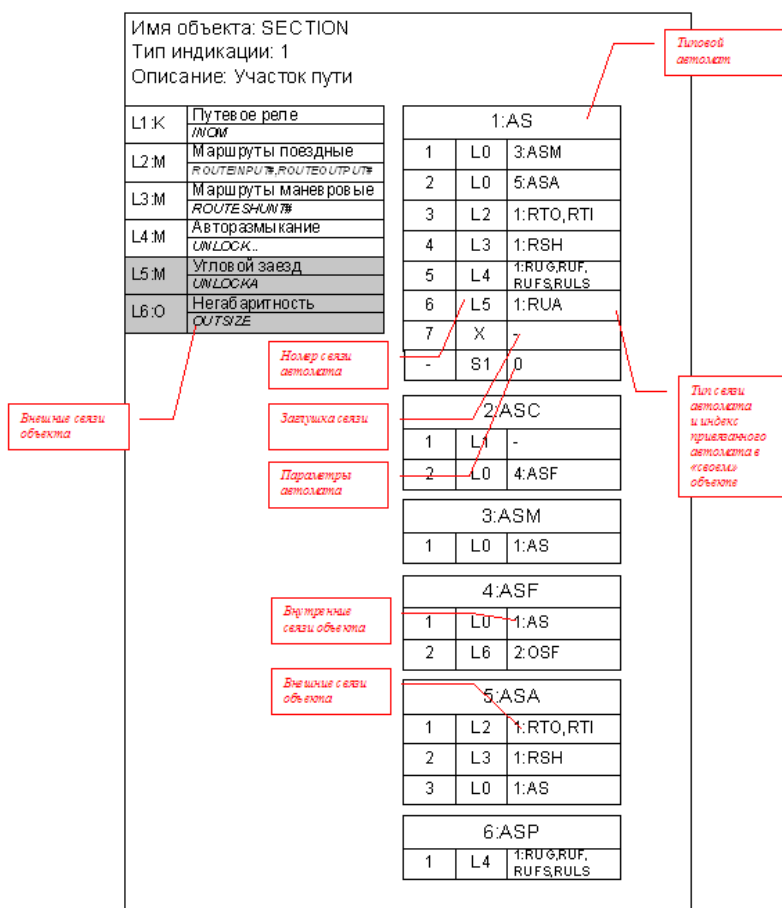 Имя объекта: SECTION
Тип индикации: 1
Описание: Участок пути
Типовой
автомат
L1:K
Путевое реле
INOM
L2:M
Маршруты поездные
ROUTEINPUT#,ROUTEOUTPUT#
L3:M
Маршруты маневровые
ROUTESHUNT#
L4:M
Авторазмыкание
UNLOCK..
L5:M
Угловой заезд
UNLOCKA
L6:O
Негабаритность
OUTSIZE
1:AS
1 L0 3:ASM
2 L0 5:ASA
3 L2 1:RTO,RTI
4 L3 1:RSH
5 L4 1:RUG,RUF,
RUFS,RULS
6 L5 1:RUA
7 X -
- S1 0
Номер связи
автомата
Внешние связи
объекта
Заглушка связи
Параметры
автомата
Тип связи
автомата
и индекс
привязанного
автомата в
«своем»
объекте
2:ASC
1 L1 -
2 L0 4:ASF
3:ASM
1 L0 1:AS
4:ASF
1 L0 1:AS
2 L6 2:OSF
Внутренние
связи объекта
Внешние связи
объекта
5:ASA
1 L2 1:RTO,RTI
2 L3 1:RSH
3 L0 1:AS
6:ASP
1 L4 1:RUG,RUF,
RUFS,RULS